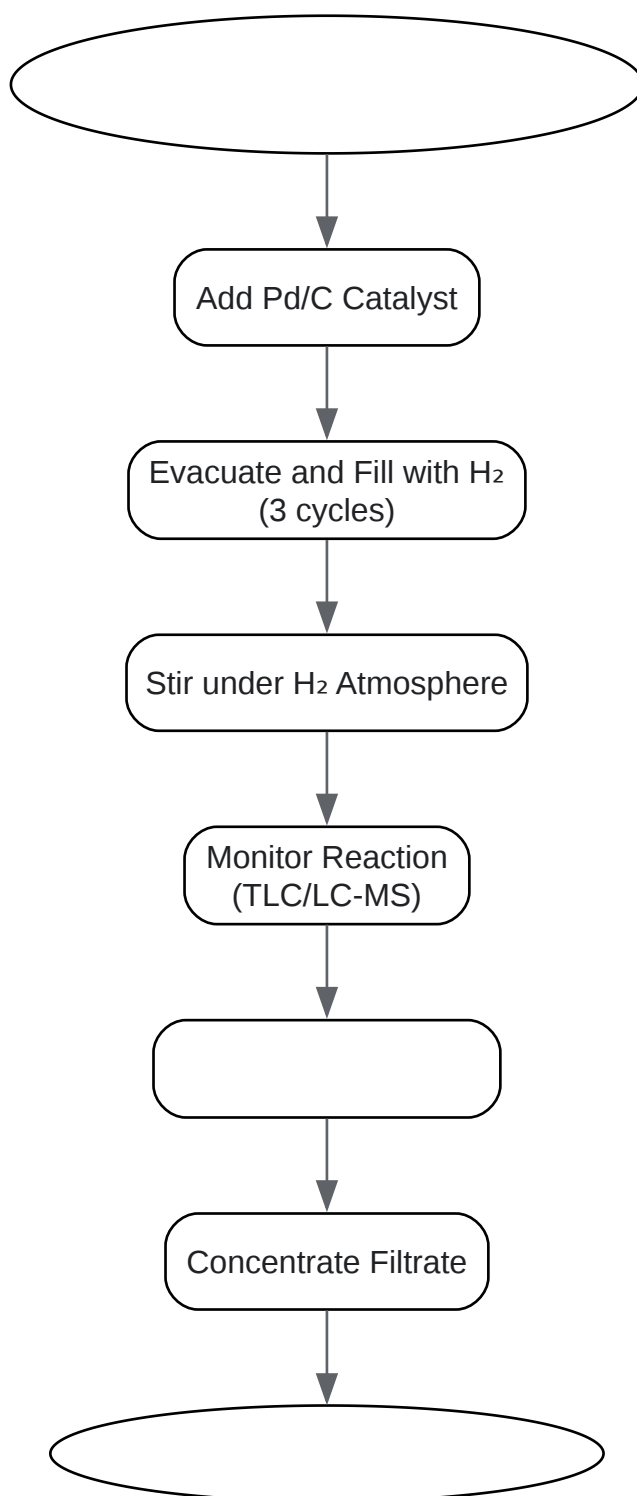 Add Pd/C Catalyst
Evacuate and Fill with H₂
(3 cycles)
Stir under H₂ Atmosphere
Monitor Reaction
(TLC/LC-MS)
Concentrate Filtrate